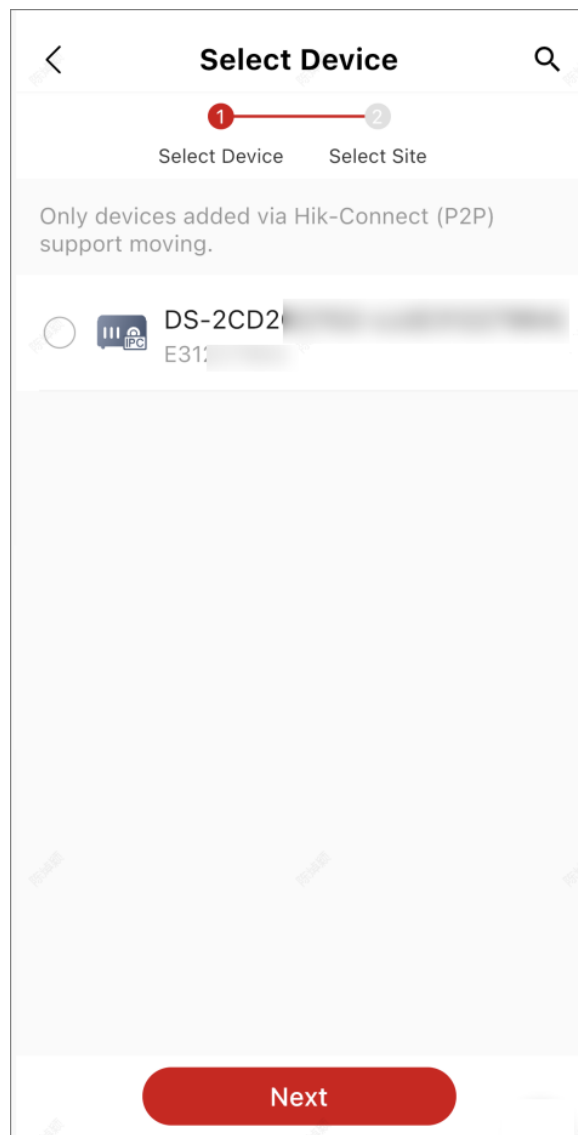 Select Device
1
2
Select Device
Select Site
Only devices added via Hik-Connect (P2P)
support moving.
IPC
DS-2CD2
E31
Next